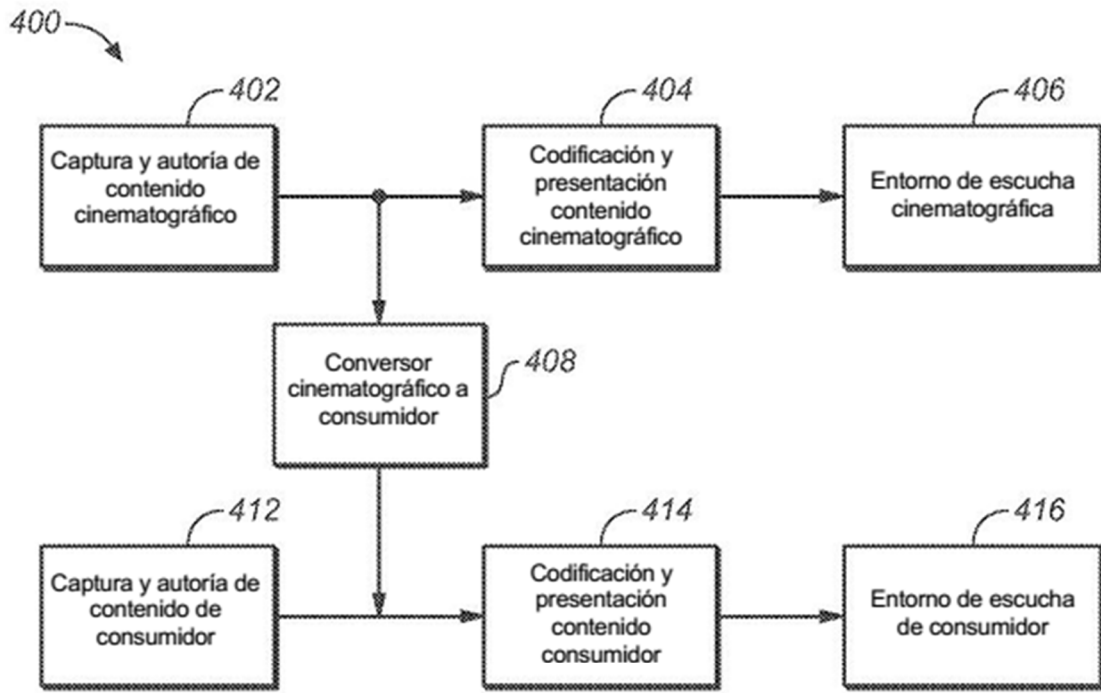 400
402
404
406
Captura y autoría de
contenido
cinematográfico
Codificación y
presentación
contenido
cinematográfico
Entorno de escucha
cinematográfica
Conversor
cinematográfico a
consumidor
408
412
414
416
Captura y autoría de
contenido de
consumidor
Codificación y
presentación
contenido
consumidor
Entorno de escucha
de consumidor